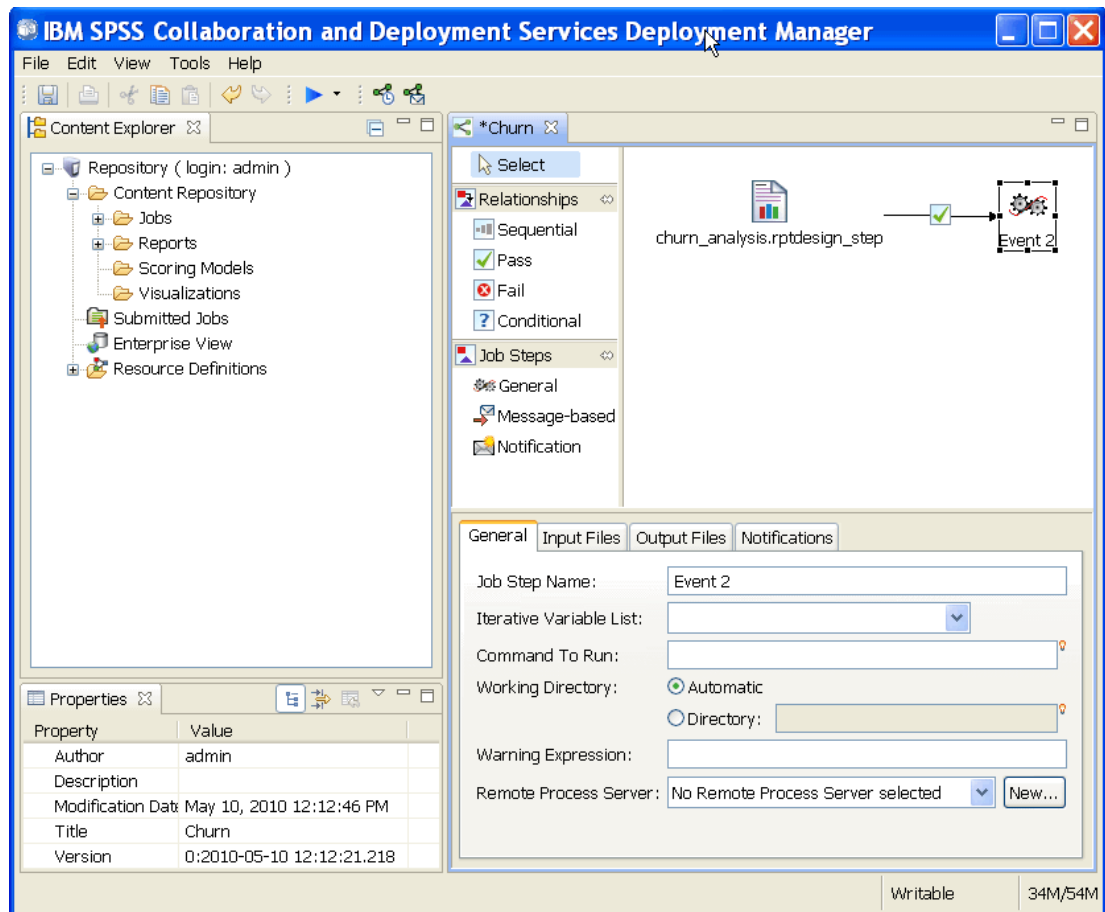 IBM SPSS Collaboration and Deployment Services Deployment Manager
File Edit View Tools Help
Content Explorer
Repository ( login: admin )
Content Repository
Jobs
Reports
Scoring Models
Visualizations
Submitted Jobs
Enterprise View
Resource Definitions
Properties
Property Value
Author admin
Description
Modification Date May 10, 2010 12:12:46 PM
Title Churn
Version 0:2010-05-10 12:12:21.218
*Churn
Select
Relationships
Sequential
Pass
Fail
Conditional
Job Steps
General
Message-based
Notification
churn_analysis.rptdesign_step
Event 2
General Input Files Output Files Notifications
Job Step Name: Event 2
Iterative Variable List:
Command To Run:
Working Directory: Automatic
Directory:
Warning Expression:
Remote Process Server: No Remote Process Server selected New...
Writable 34M/54M